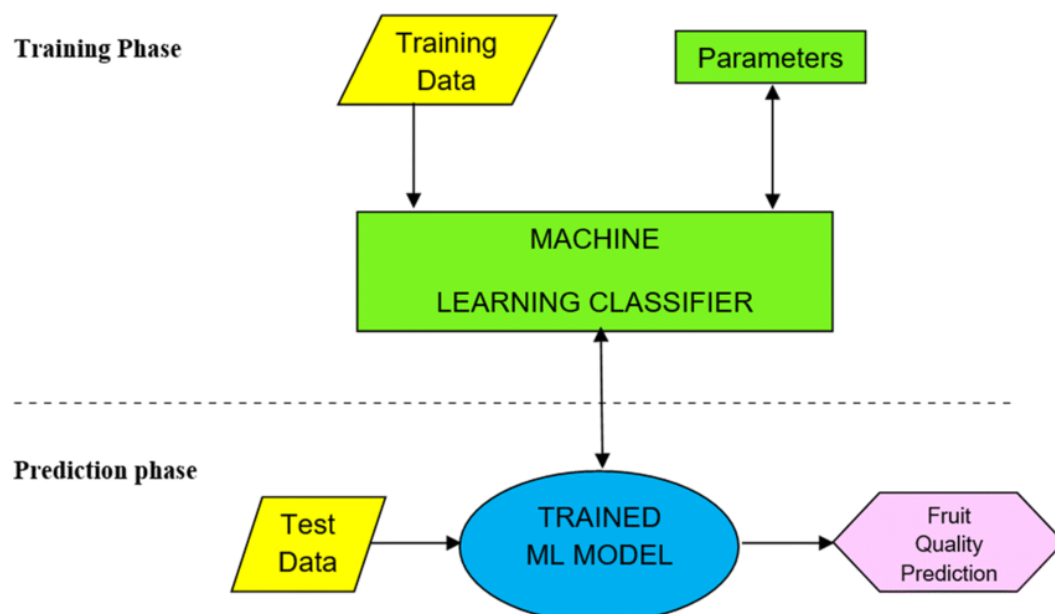 Training Phase
Training
Data
Parameters
MACHINE
LEARNING CLASSIFIER
Prediction phase
Test
Data
TRAINED
ML MODEL
Fruit
Quality
Prediction